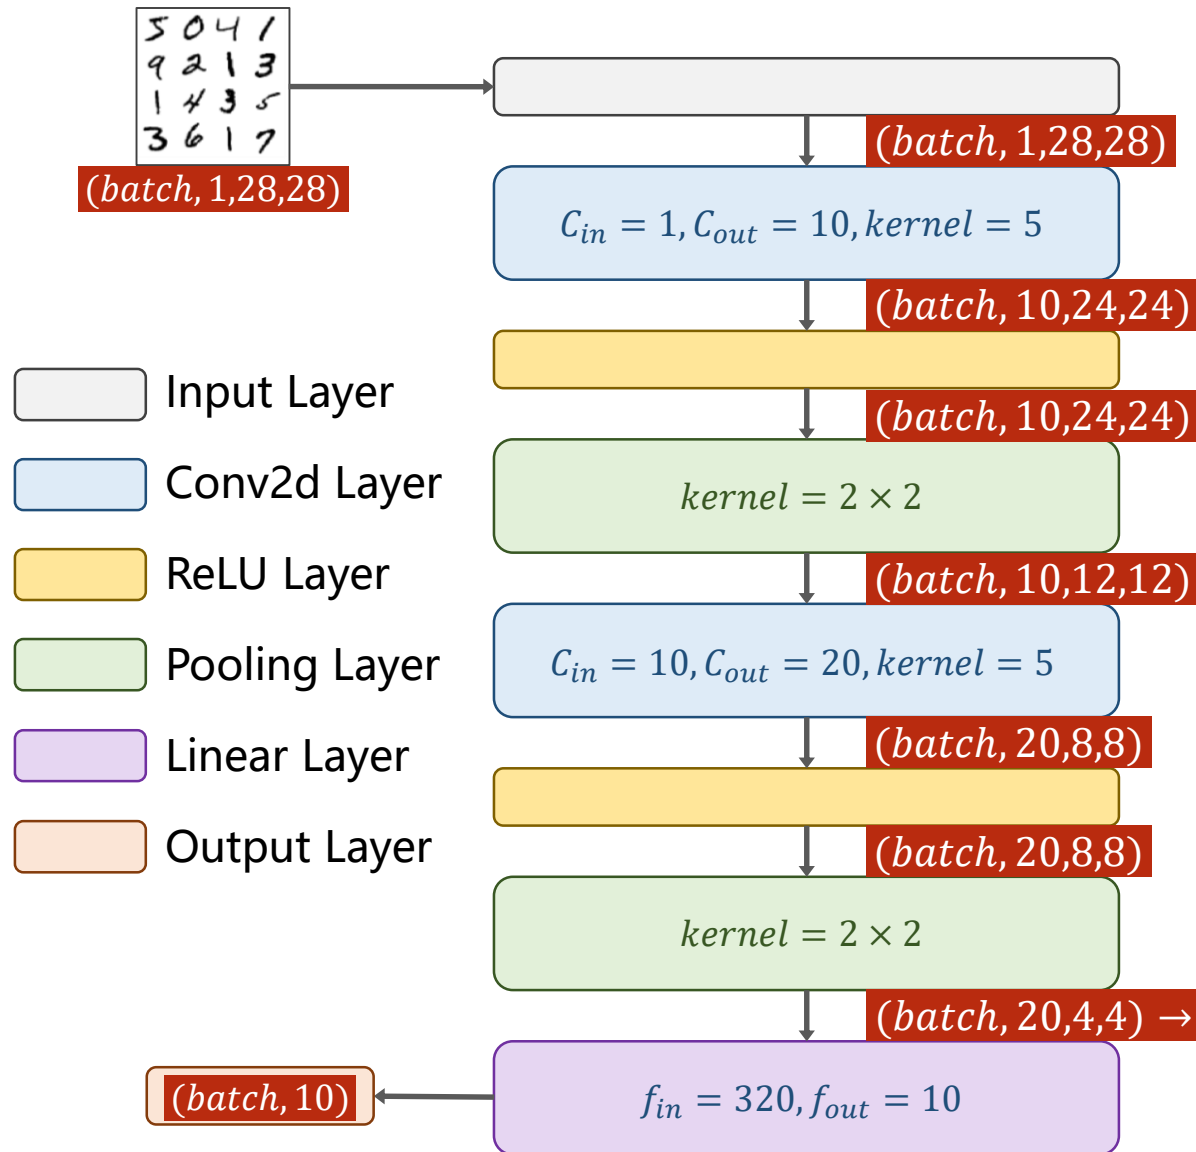 5 0 4 1
9 2 1 3
1 4 3 5
3 6 1 7
(batch, 1,28,28)
(batch, 1,28,28)
C_in = 1, C_out = 10, kernel = 5
(batch, 10,24,24)
(batch, 10,24,24)
kernel = 2 × 2
(batch, 10,12,12)
C_in = 10, C_out = 20, kernel = 5
(batch, 20,8,8)
(batch, 20,8,8)
kernel = 2 × 2
(batch, 20,4,4) →
f_in = 320, f_out = 10
(batch, 10)
Input Layer
Conv2d Layer
ReLU Layer
Pooling Layer
Linear Layer
Output Layer